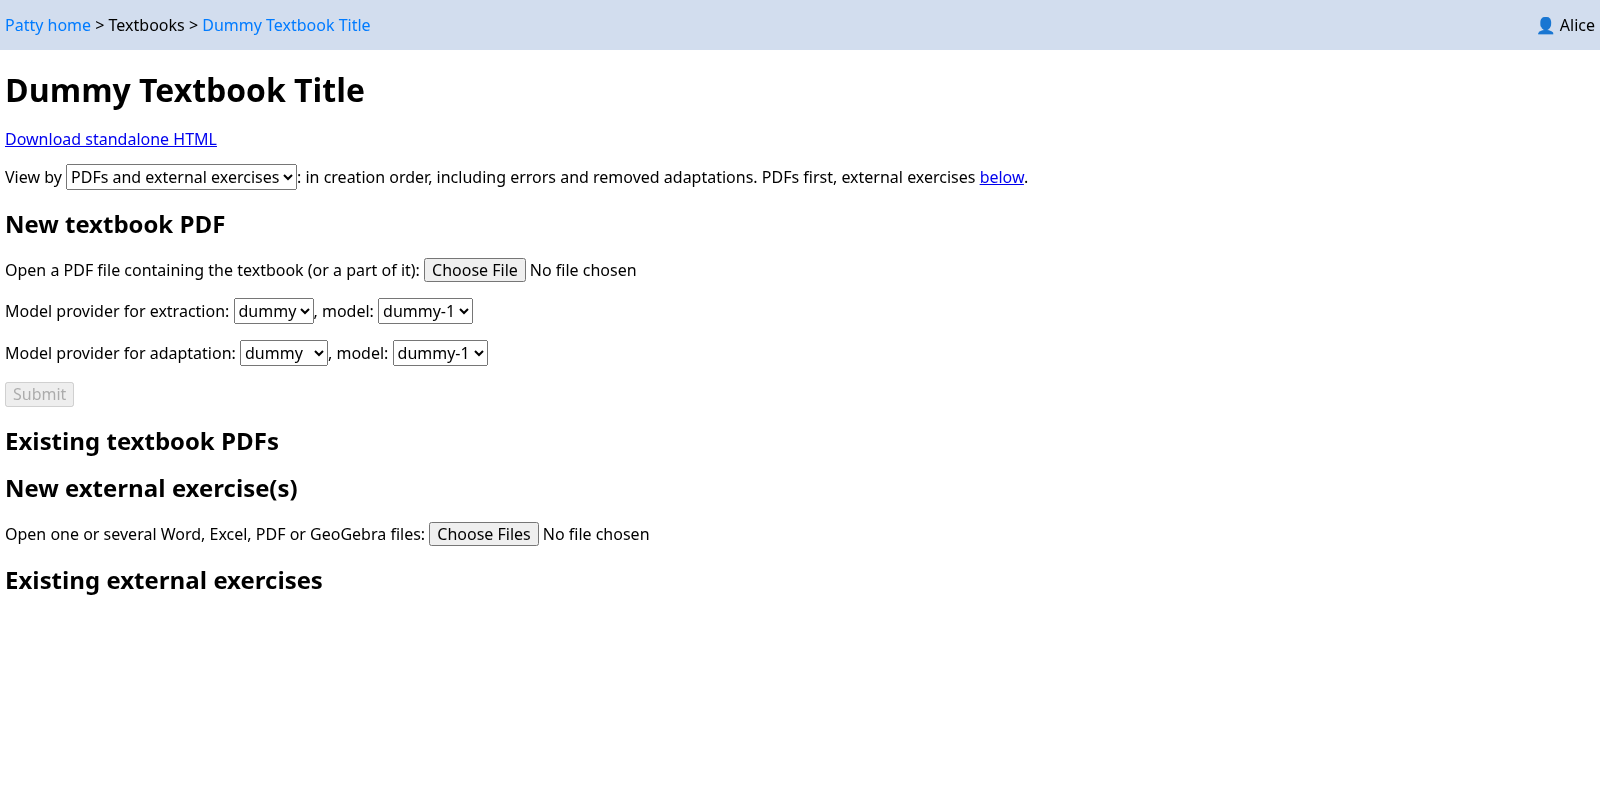 Patty home > Textbooks > Dummy Textbook Title
👤 Alice
Dummy Textbook Title
Download standalone HTML
View by PDFs and external exercises: in creation order, including errors and removed adaptations. PDFs first, external exercises below.
New textbook PDF
Open a PDF file containing the textbook (or a part of it): Choose File No file chosen
Model provider for extraction: dummy, model: dummy-1
Model provider for adaptation: dummy, model: dummy-1
Submit
Existing textbook PDFs
New external exercise(s)
Open one or several Word, Excel, PDF or GeoGebra files: Choose Files No file chosen
Existing external exercises